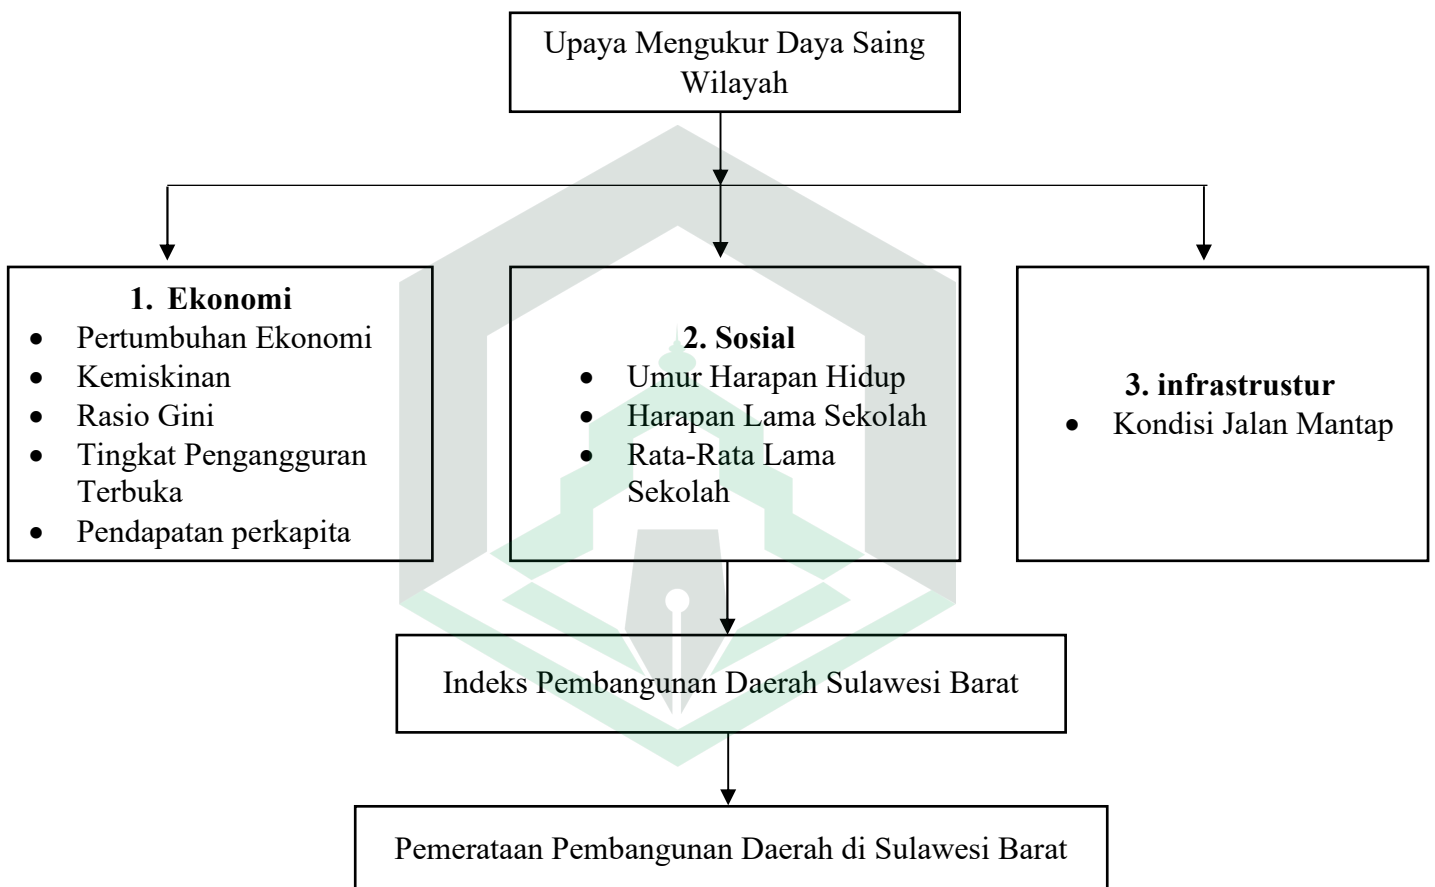 Upaya Mengukur Daya Saing
Wilayah
1. Ekonomi
• Pertumbuhan Ekonomi
• Kemiskinan
• Rasio Gini
• Tingkat Pengangguran
Terbuka
• Pendapatan perkapita
2. Sosial
• Umur Harapan Hidup
• Harapan Lama Sekolah
• Rata-Rata Lama
Sekolah
3. infrastrustur
• Kondisi Jalan Mantap
Indeks Pembangunan Daerah Sulawesi Barat
Pemerataan Pembangunan Daerah di Sulawesi Barat